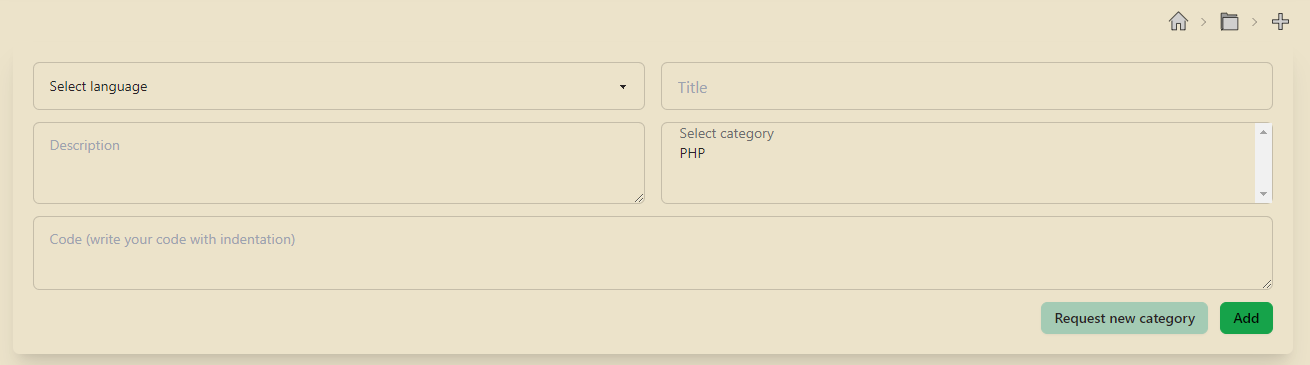 Select language
Title
Description
Select category
PHP
Code (write your code with indentation)
Request new category
Add